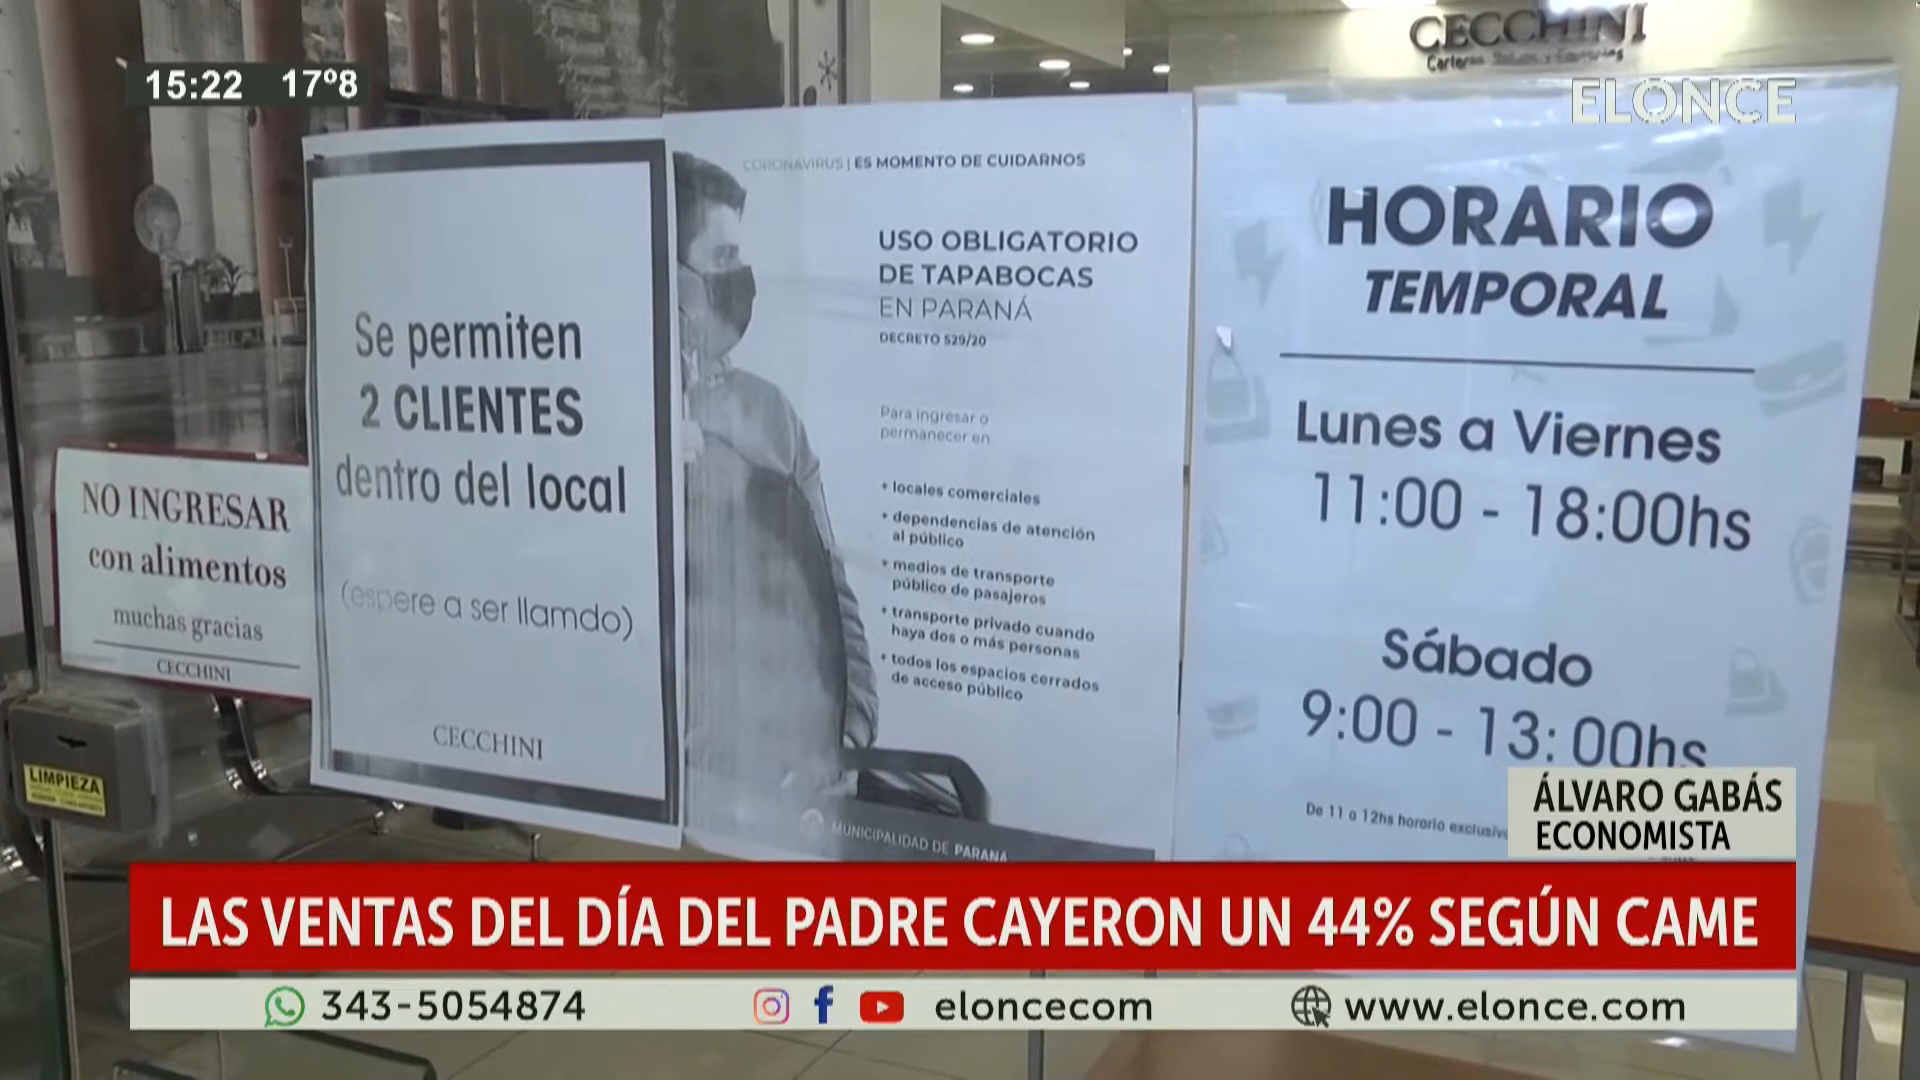 15:22 17º8
CECCHINI
ELONCE
NO INGRESAR
con alimentos
muchas gracias
CECCHINI
LIMPIEZA
Se permiten
2 CLIENTES
dentro del local
(espere a ser llamdo)
CECCHINI
CORONAVIRUS | ES MOMENTO DE CUIDARNOS
USO OBLIGATORIO
DE TAPABOCAS
EN PARANÁ
DECRETO 529/20
Para ingresar o
permanecer en
+ locales comerciales
+ dependencias de atención
al público
+ medios de transporte
público de pasajeros
+ transporte privado cuando
haya dos o más personas
+ todos los espacios cerrados
de acceso público
MUNICIPALIDAD DE PARANÁ
HORARIO
TEMPORAL
Lunes a Viernes
11:00 - 18:00hs
Sábado
9:00 - 13:00hs
De 11 a 12hs horario
ÁLVARO GABÁS
ECONOMISTA
LAS VENTAS DEL DÍA DEL PADRE CAYERON UN 44% SEGÚN CAME
343-5054874 eloncecom www.elonce.com